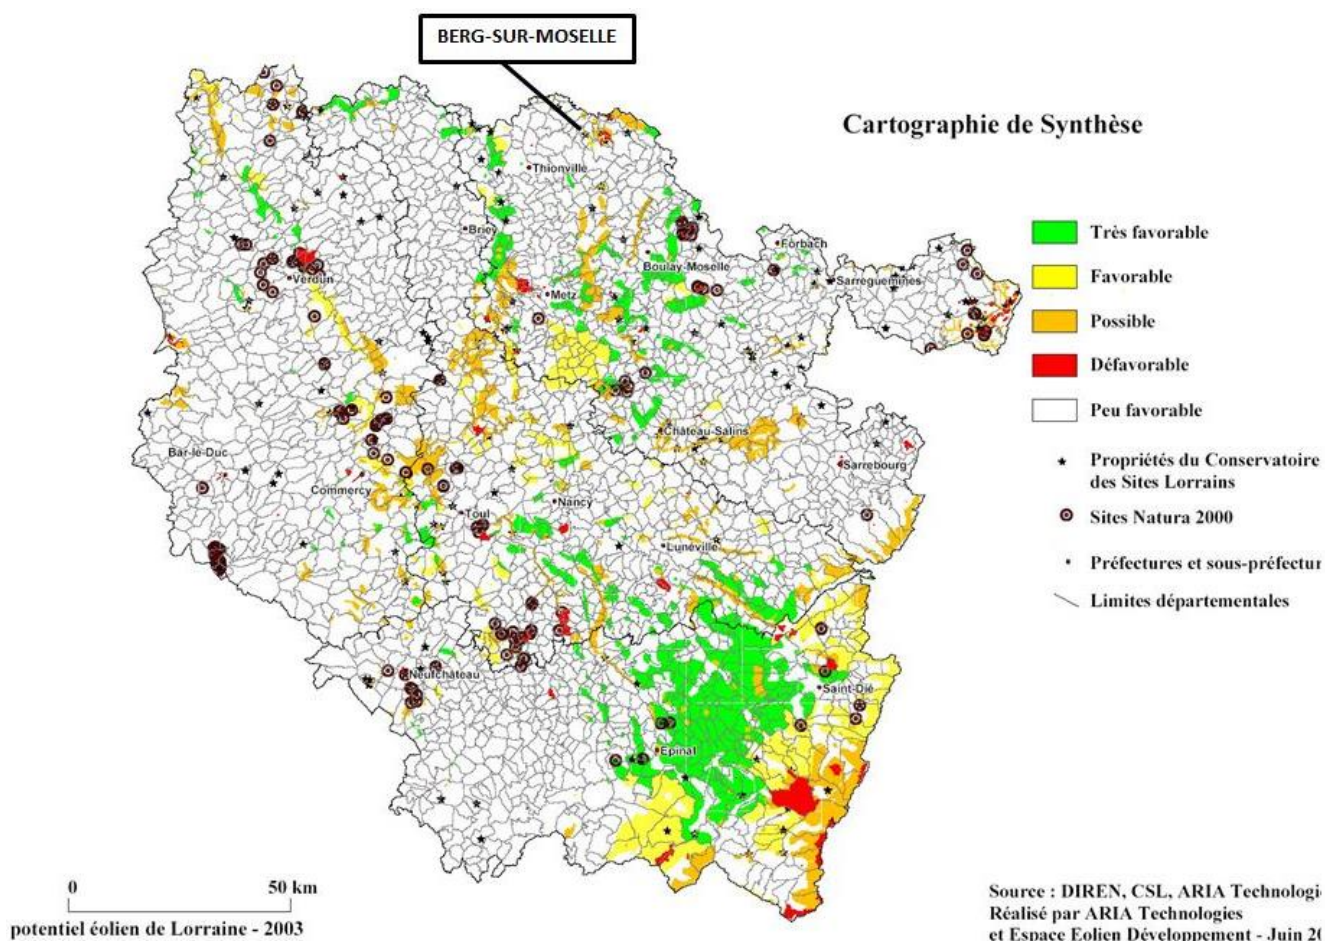 BERG-SUR-MOSELLE
Cartographie de Synthèse
Thionville
Briey
Verdun
Metz
Boulay-Moselle
Forbach
Sarreguemines
Château-Salins
Sarrebourg
Bar-le-Duc
Commercy
Toul
Nancy
Lunéville
Neufchâteau
Saint-Dié
Epinal
Très favorable
Favorable
Possible
Défavorable
Peu favorable
Propriétés du Conservatoire
des Sites Lorrains
Sites Natura 2000
Préfectures et sous-préfectur
Limites départementales
0 50 km
potentiel éolien de Lorraine - 2003
Source : DIREN, CSL, ARIA Technologi
Réalisé par ARIA Technologies
et Espace Eolien Développement - Juin 20